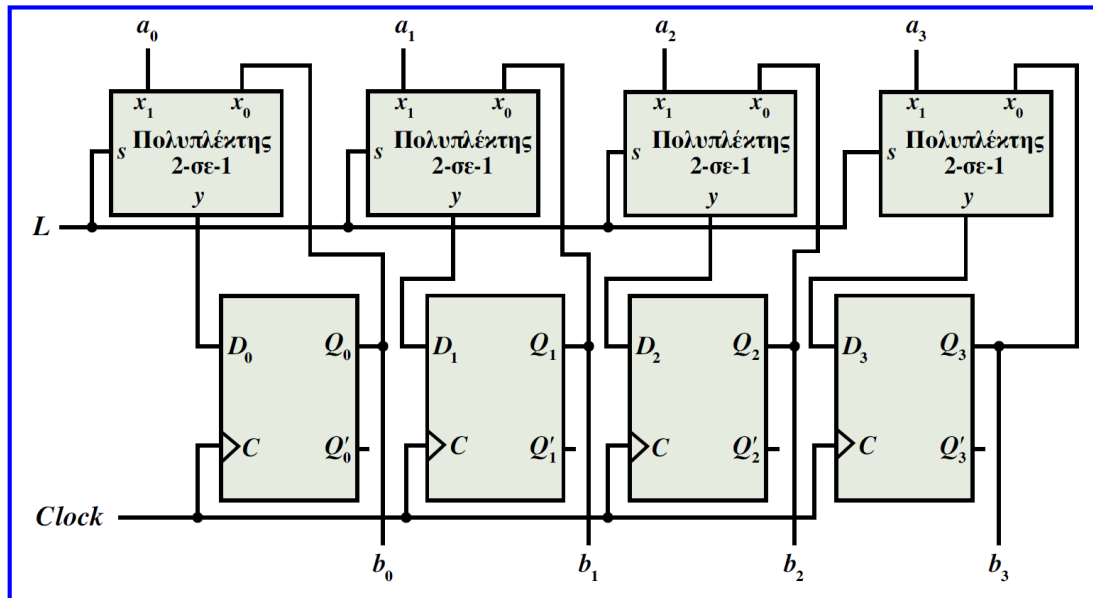 a₀ a₁ a₂ a₃
x₁ x₀ x₁ x₀ x₁ x₀ x₁ x₀
Πολυπλέκτης Πολυπλέκτης Πολυπλέκτης Πολυπλέκτης
s 2-σε-1 s 2-σε-1 s 2-σε-1 s 2-σε-1
y y y y
L
D₀ Q₀ D₁ Q₁ D₂ Q₂ D₃ Q₃
C Q′₀ C Q′₁ C Q′₂ C Q′₃
Clock
b₀ b₁ b₂ b₃